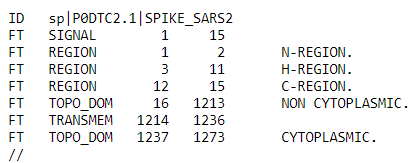 ID   sp|P0DTC2.1|SPIKE_SARS2
FT   SIGNAL        1     15
FT   REGION        1      2       N-REGION.
FT   REGION        3     11       H-REGION.
FT   REGION       12     15       C-REGION.
FT   TOPO_DOM     16   1213       NON CYTOPLASMIC.
FT   TRANSMEM   1214   1236
FT   TOPO_DOM   1237   1273       CYTOPLASMIC.
//